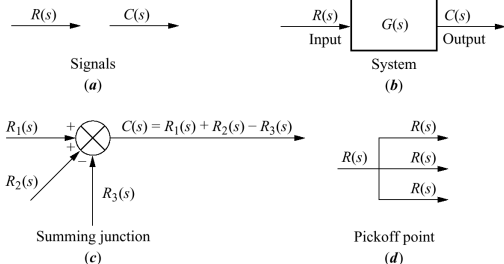 R(s) C(s)
Signals
(a)
R(s) G(s) C(s)
Input Output
System
(b)
R₁(s) + C(s) = R₁(s) + R₂(s) − R₃(s)
+ −
R₂(s)
R₃(s)
Summing junction
(c)
R(s)
R(s) R(s)
R(s)
Pickoff point
(d)